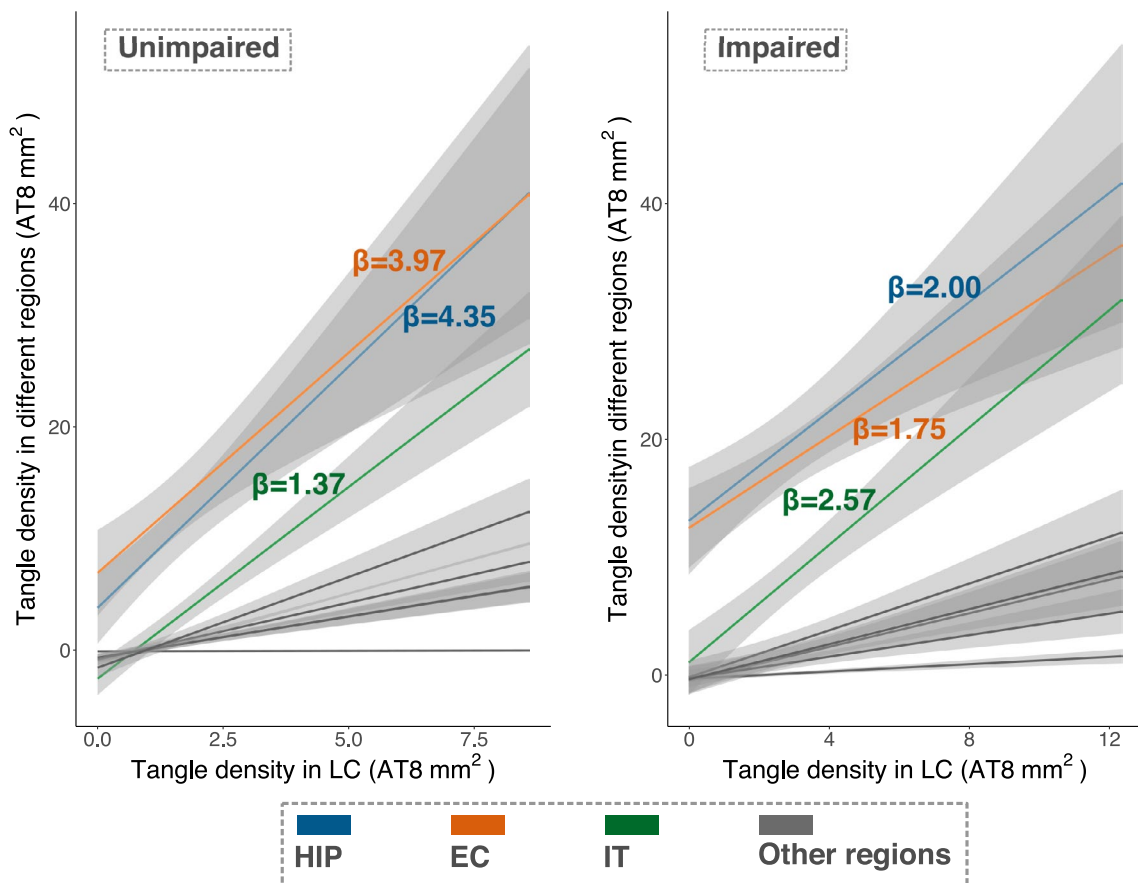 Unimpaired
Tangle density in different regions (AT8 mm²)
40
20
0
β=3.97
β=4.35
β=1.37
0.0 2.5 5.0 7.5
Tangle density in LC (AT8 mm²)
Impaired
Tangle densityin different regions (AT8 mm²)
40
20
0
β=2.00
β=1.75
β=2.57
0 4 8 12
Tangle density in LC (AT8 mm²)
HIP EC IT Other regions